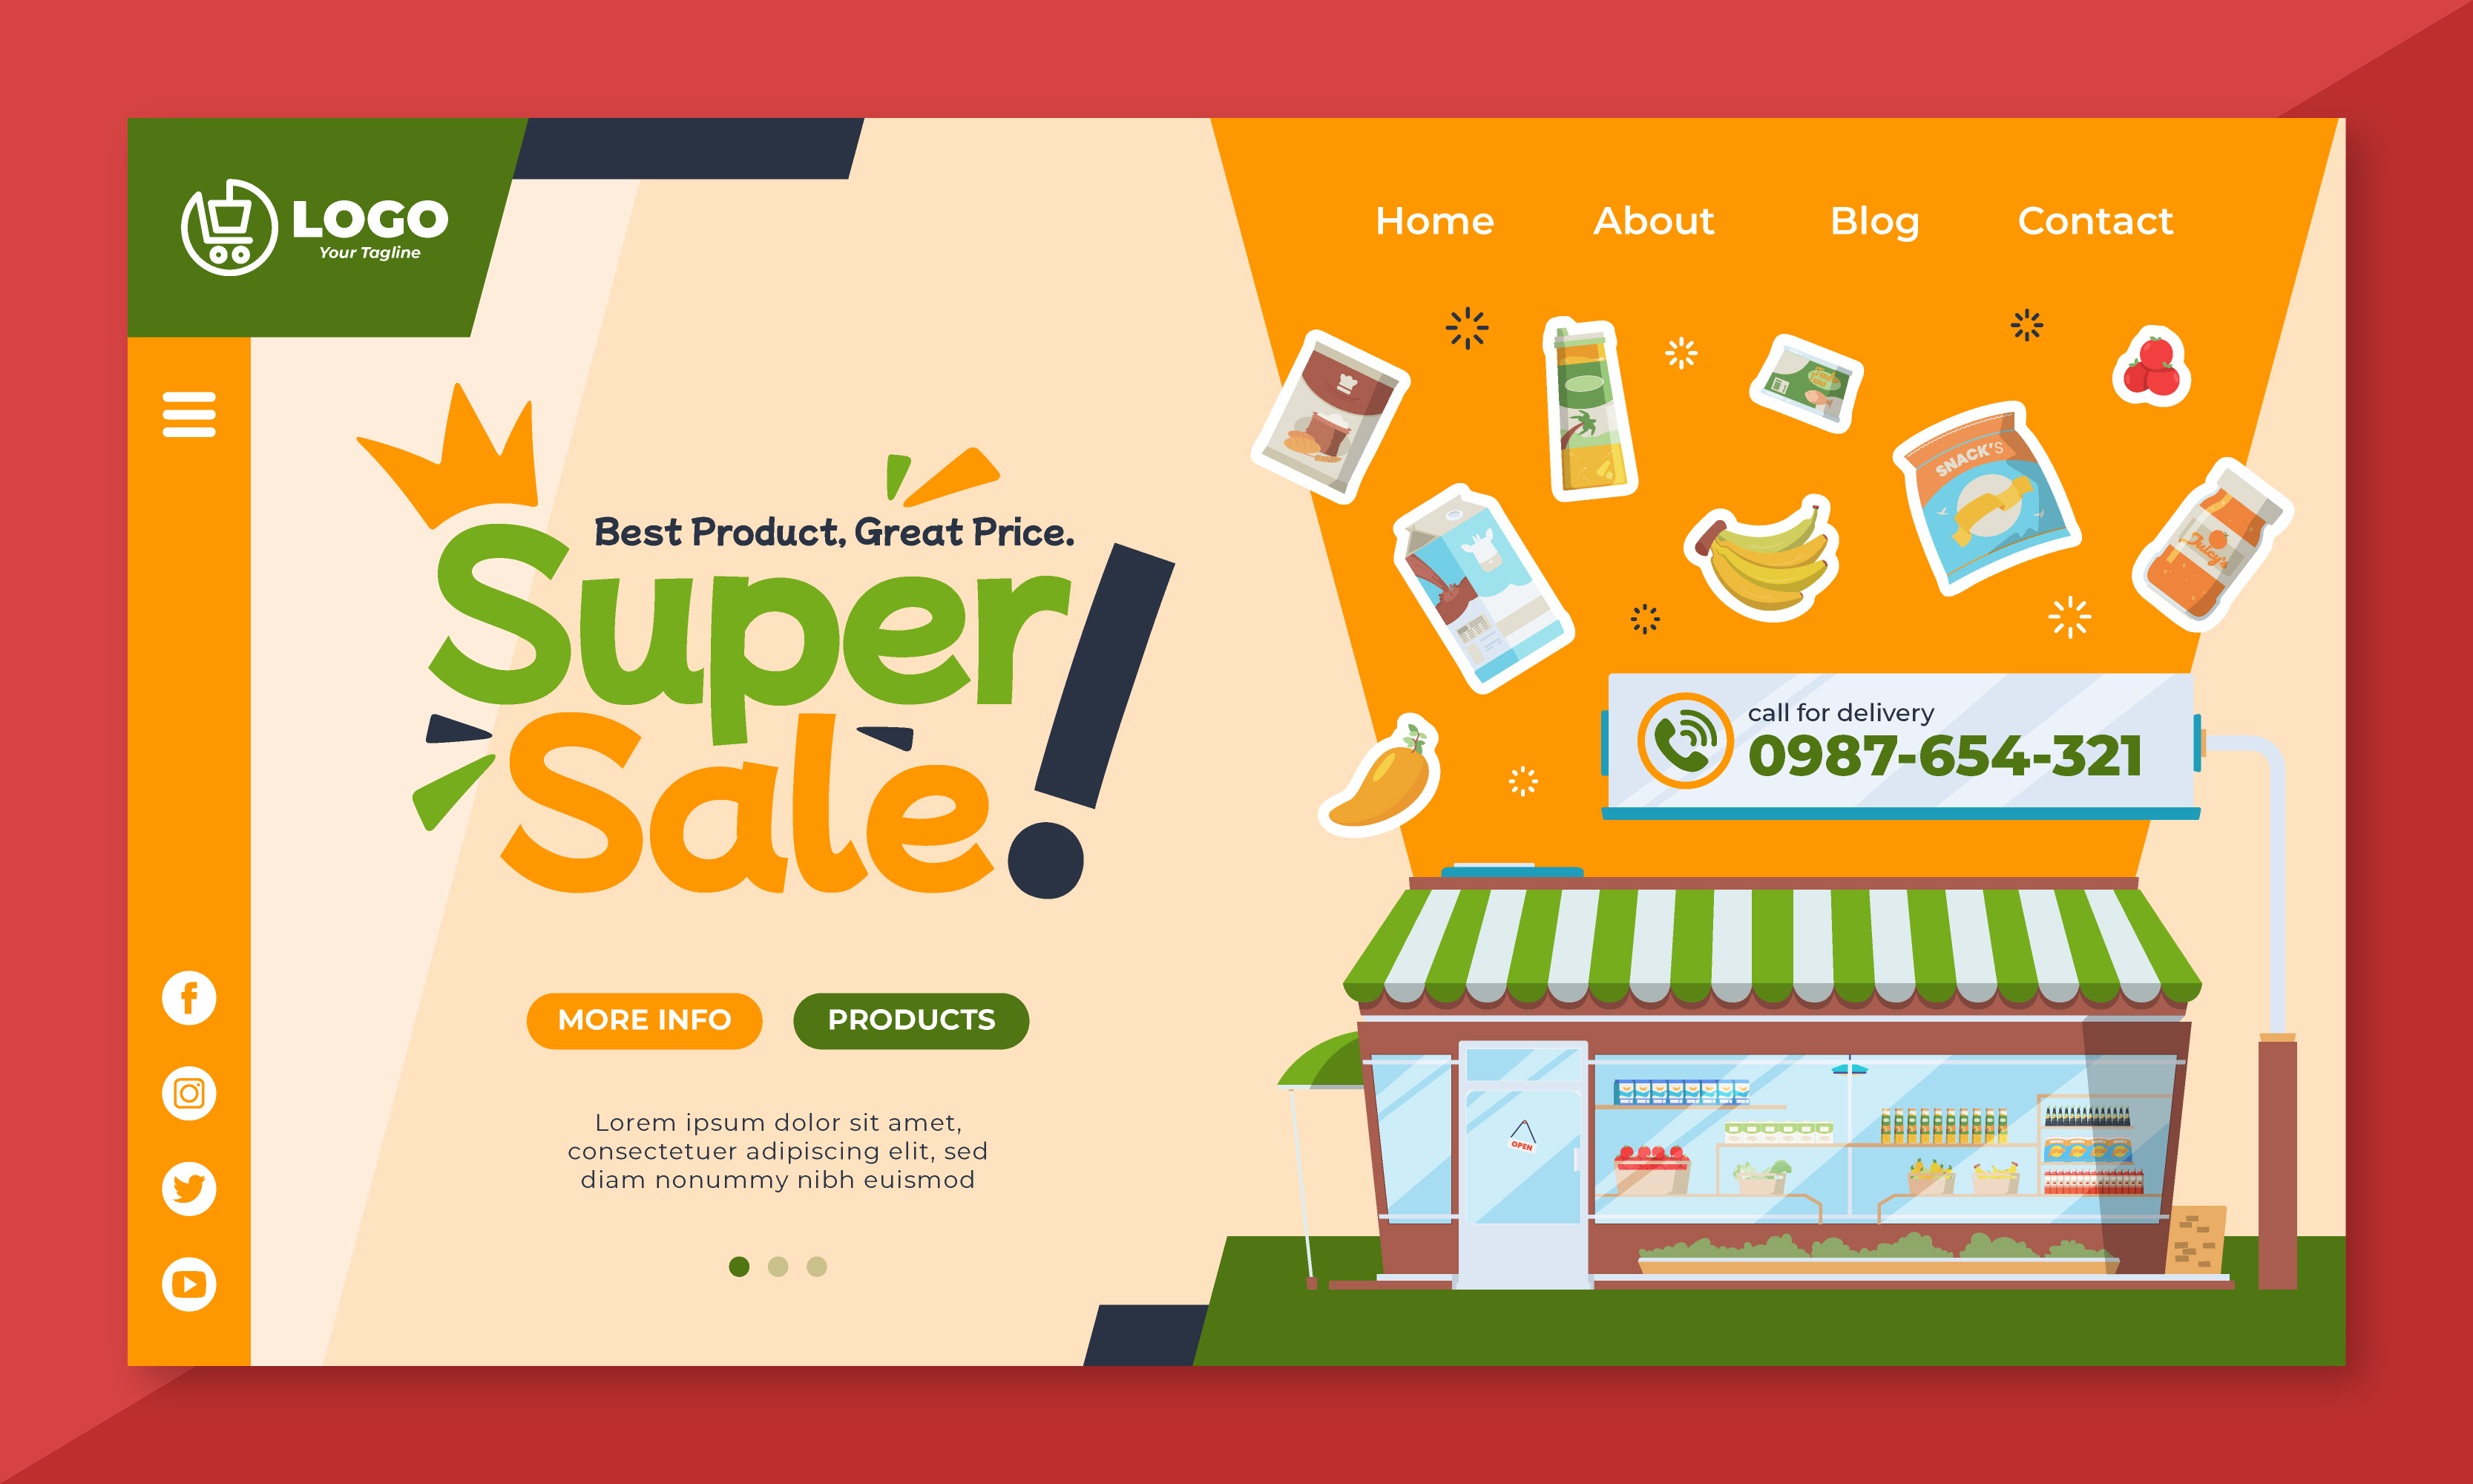 LOGO
Your Tagline
Home
About
Blog
Contact
Best Product, Great Price.
Super
Sale!
SNACK'S
Juicy's
call for delivery
0987-654-321
MORE INFO
PRODUCTS
Lorem ipsum dolor sit amet,
consectetuer adipiscing elit, sed
diam nonummy nibh euismod
OPEN